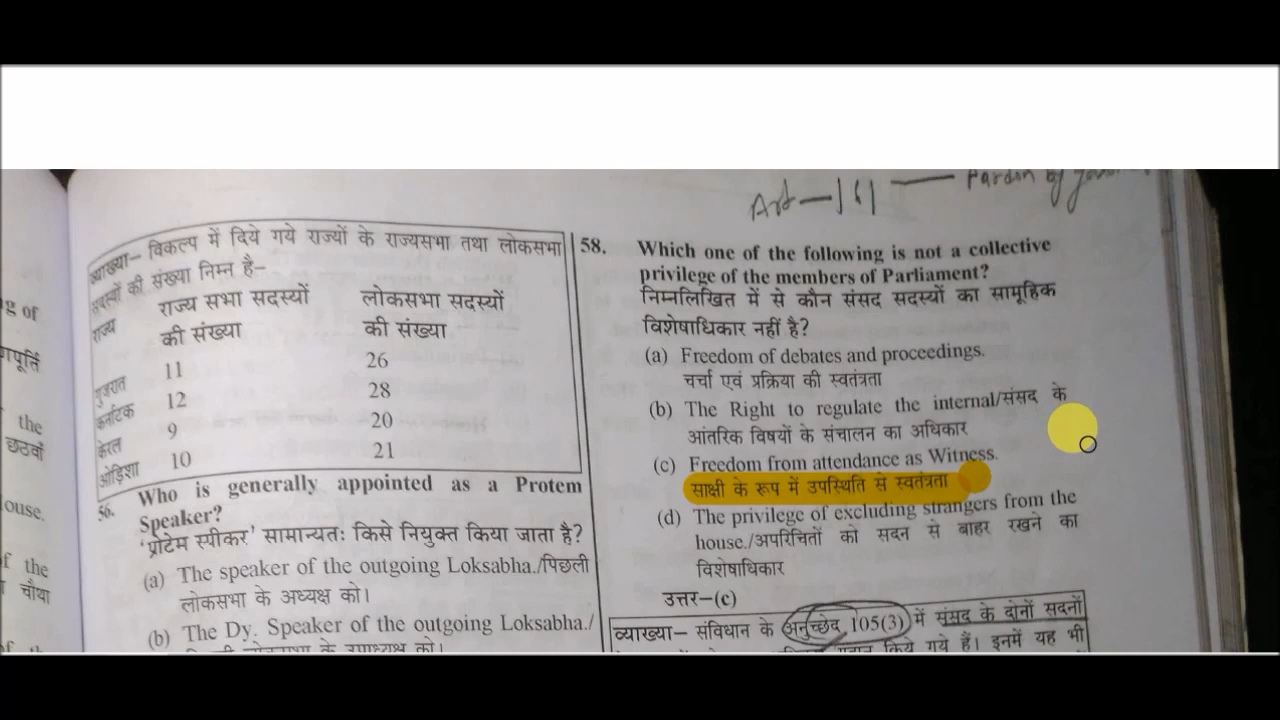 Art-161 — Pardon by
g of
णपूर्ति
the
छठवाँ
ouse.
f the
चौथा
व्याख्या– विकल्प में दिये गये राज्यों के राज्यसभा तथा लोकसभा
सदस्यों की संख्या निम्न है–
राज्य राज्य सभा सदस्यों लोकसभा सदस्यों
की संख्या की संख्या
गुजरात 11 26
कर्नाटक 12 28
केरल 9 20
ओड़िशा 10 21
56. Who is generally appointed as a Protem
Speaker?
'प्रोटेम स्पीकर' सामान्यतः किसे नियुक्त किया जाता है?
(a) The speaker of the outgoing Loksabha./पिछली
लोकसभा के अध्यक्ष को।
(b) The Dy. Speaker of the outgoing Loksabha./
लोकसभा के उपाध्यक्ष को।
58. Which one of the following is not a collective
privilege of the members of Parliament?
निम्नलिखित में से कौन संसद सदस्यों का सामूहिक
विशेषाधिकार नहीं है?
(a) Freedom of debates and proceedings.
चर्चा एवं प्रक्रिया की स्वतंत्रता
(b) The Right to regulate the internal/संसद के
आंतरिक विषयों के संचालन का अधिकार
(c) Freedom from attendance as Witness.
साक्षी के रूप में उपस्थिति से स्वतंत्रता
(d) The privilege of excluding strangers from the
house./अपरिचितों को सदन से बाहर रखने का
विशेषाधिकार
उत्तर–(c)
व्याख्या– संविधान के अनुच्छेद 105(3) में संसद के दोनों सदनों
किये गये हैं। इनमें यह भी